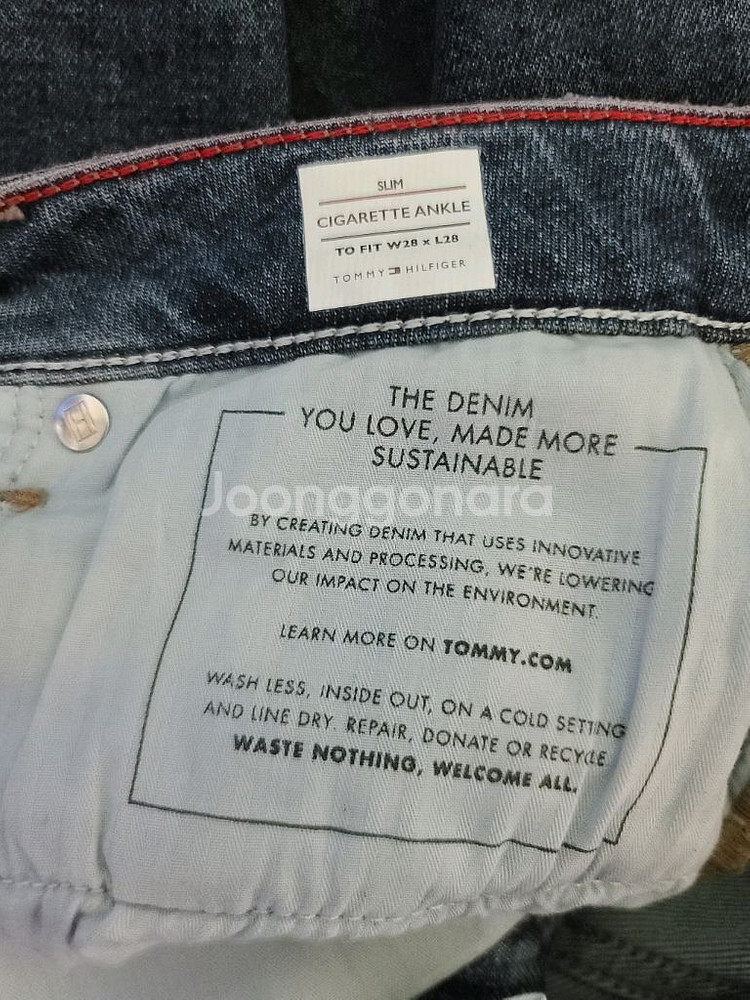 SLIM
CIGARETTE ANKLE
TO FIT W28 x L28
TOMMY HILFIGER
THE DENIM
YOU LOVE, MADE MORE
SUSTAINABLE
Joonggonara
BY CREATING DENIM THAT USES INNOVATIVE
MATERIALS AND PROCESSING, WE'RE LOWERING
OUR IMPACT ON THE ENVIRONMENT.
LEARN MORE ON TOMMY.COM
WASH LESS, INSIDE OUT, ON A COLD SETTING
AND LINE DRY. REPAIR, DONATE OR RECYCLE
WASTE NOTHING, WELCOME ALL.